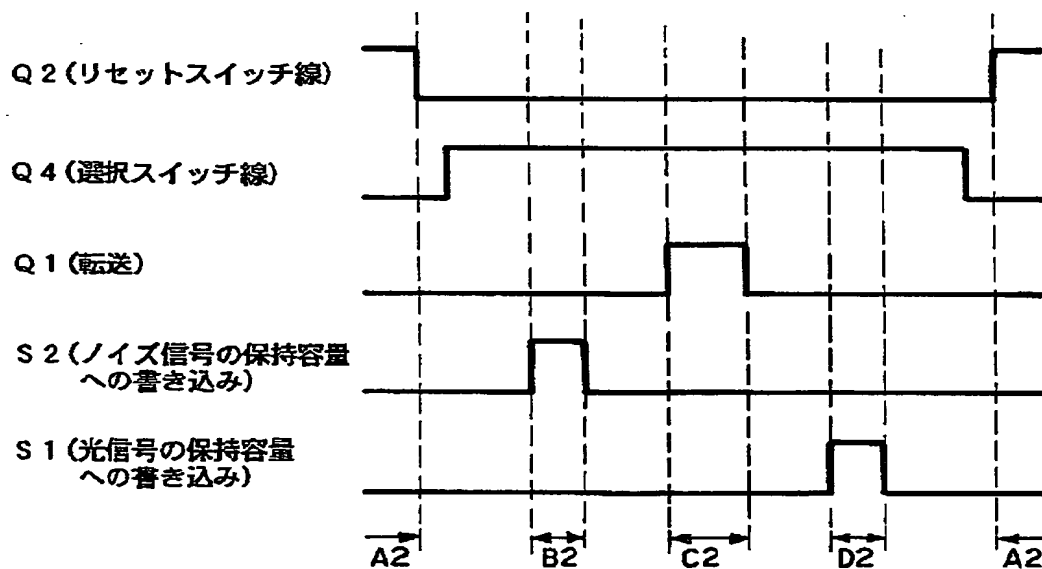 Q2(リセットスイッチ線)
Q4(選択スイッチ線)
Q1(転送)
S2(ノイズ信号の保持容量
への書き込み)
S1(光信号の保持容量
への書き込み)
A2 B2 C2 D2 A2